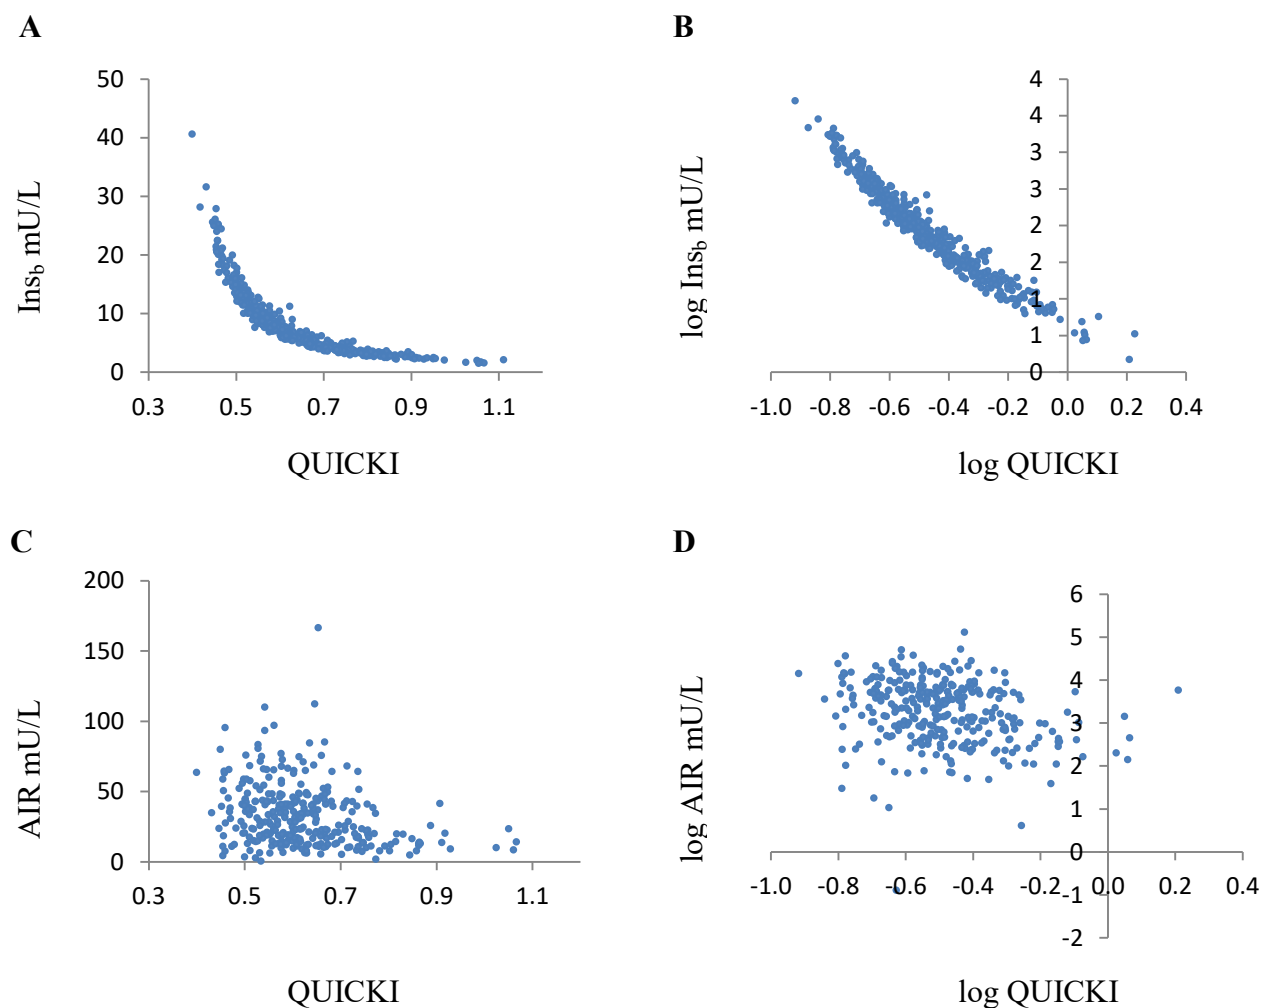 A
50
40
30
20
10
0
Ins_b mU/L
0.3 0.5 0.7 0.9 1.1
QUICKI
B
4
4
3
3
2
2
1
1
0
log Ins_b mU/L
-1.0 -0.8 -0.6 -0.4 -0.2 0.0 0.2 0.4
log QUICKI
C
200
150
100
50
0
AIR mU/L
0.3 0.5 0.7 0.9 1.1
QUICKI
D
6
5
4
3
2
1
0
-1
-2
log AIR mU/L
-1.0 -0.8 -0.6 -0.4 -0.2 0.0 0.2 0.4
log QUICKI